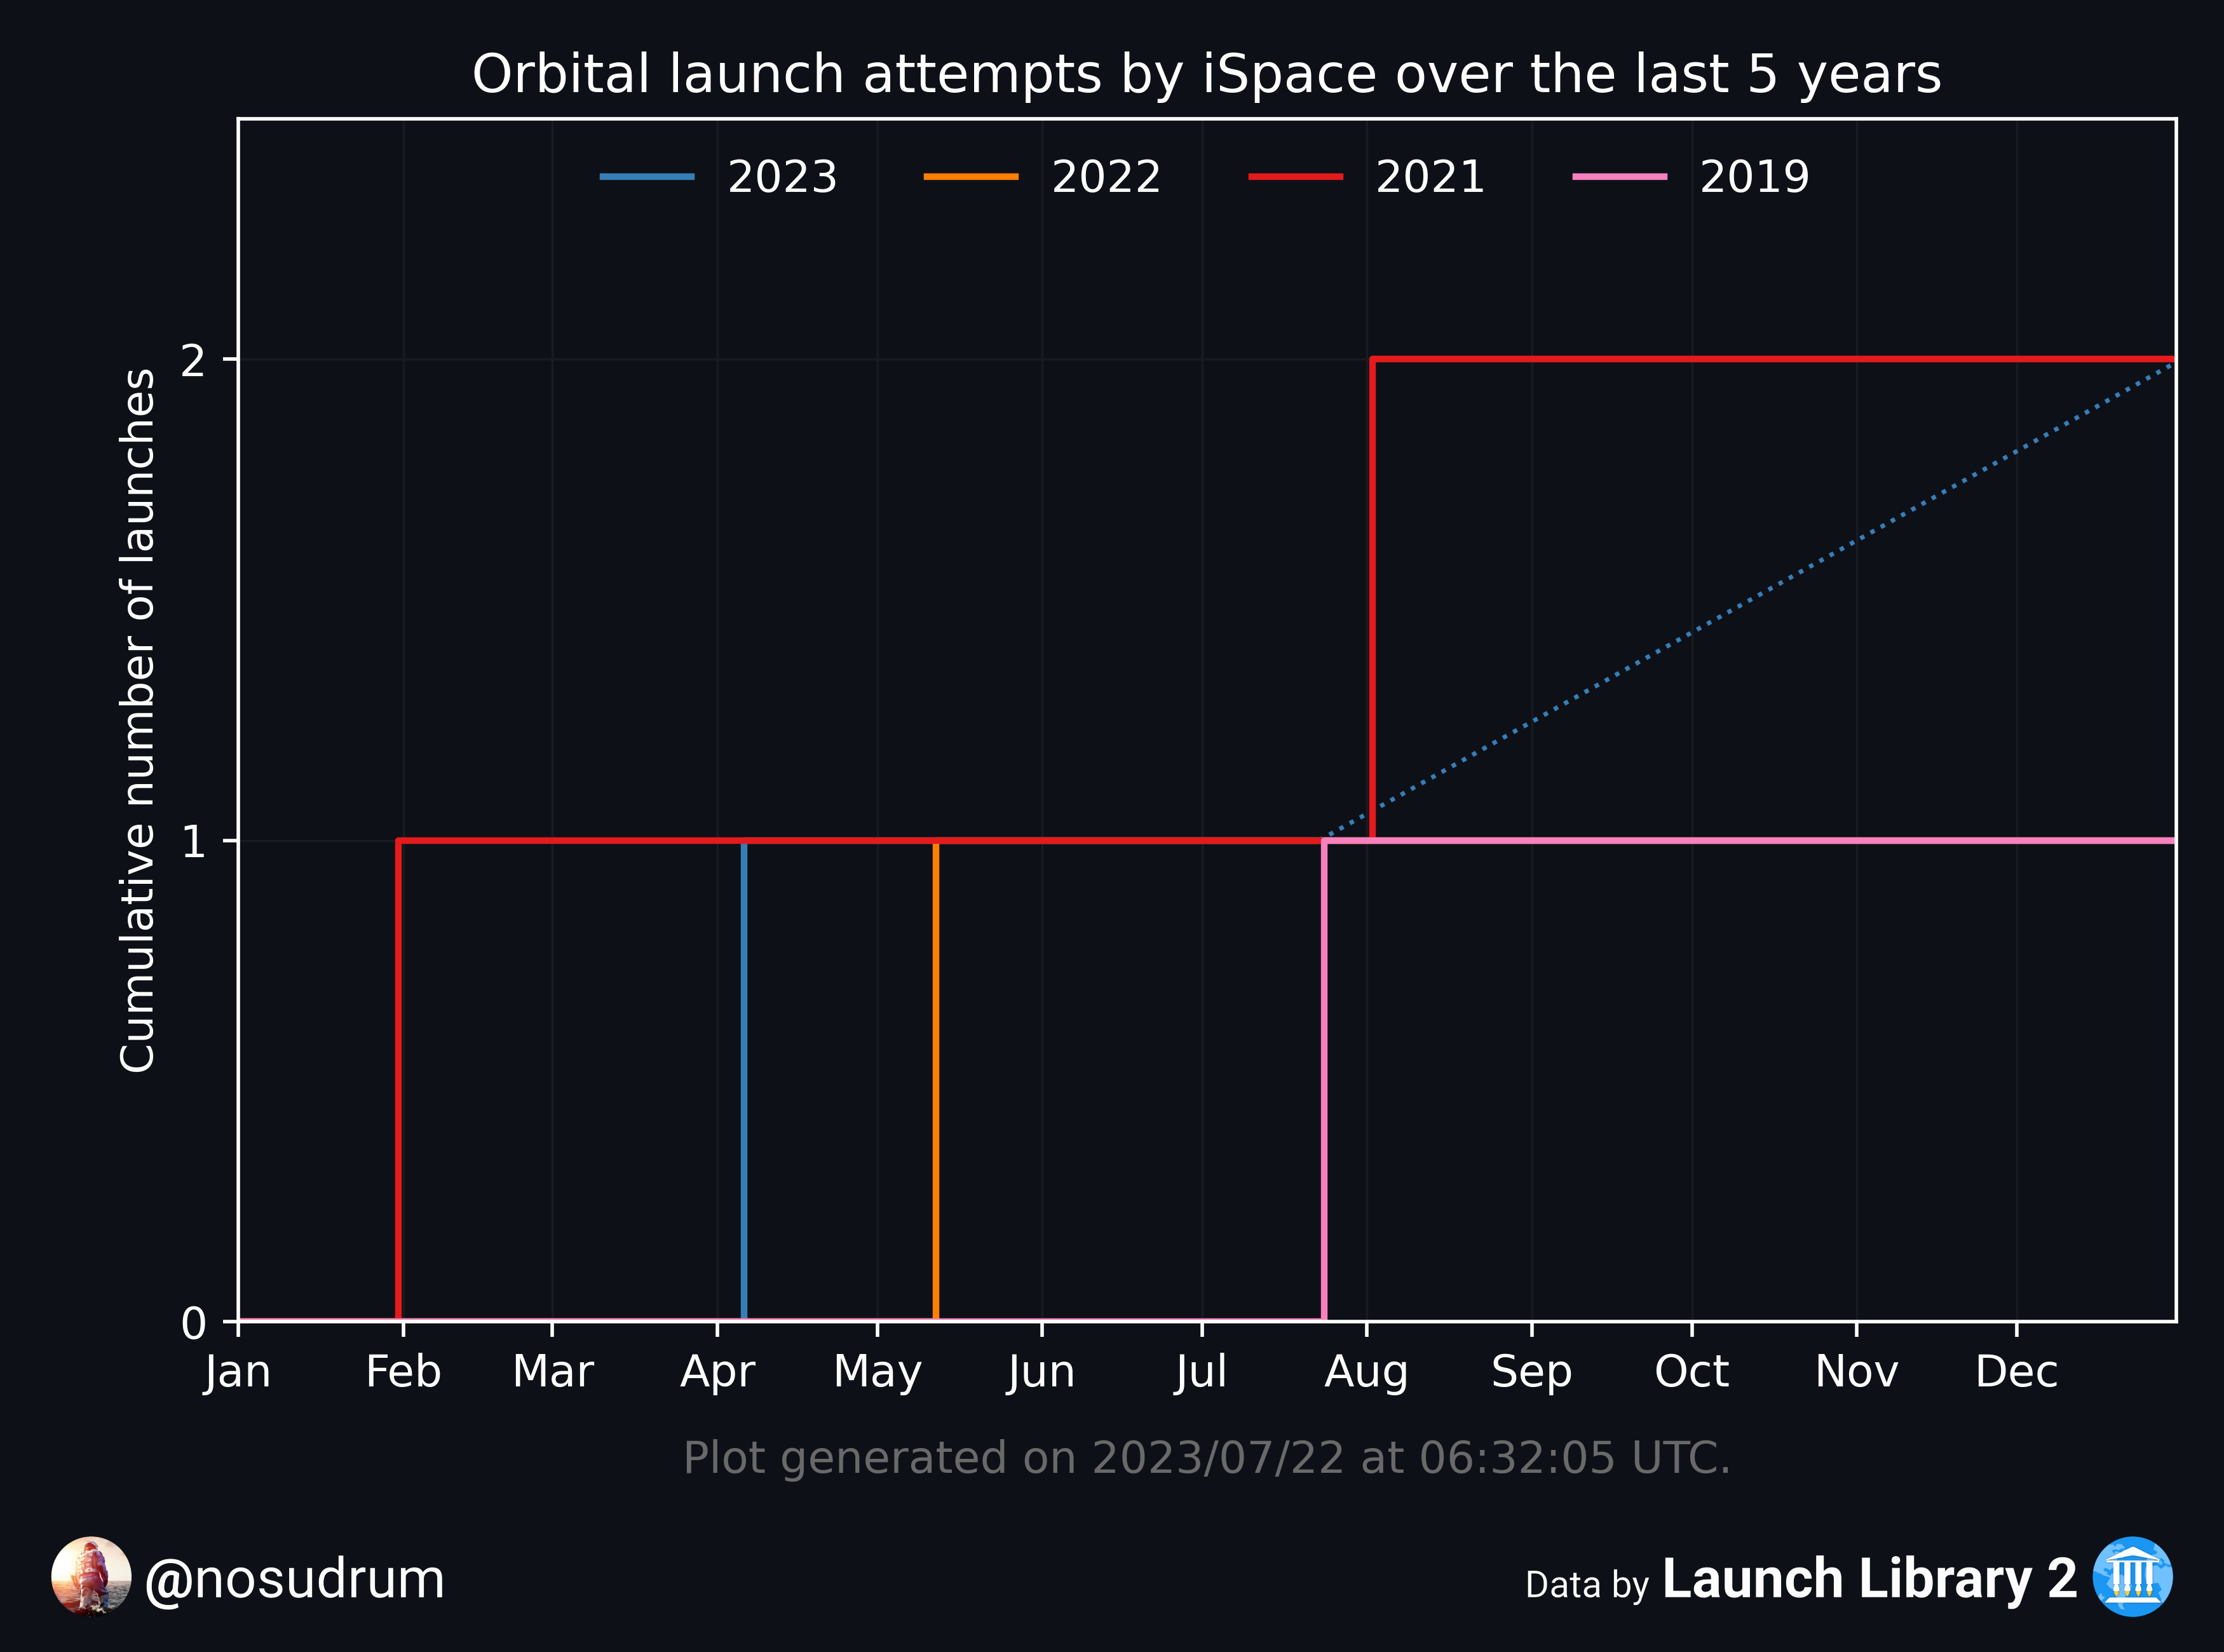 Orbital launch attempts by iSpace over the last 5 years
2023 2022 2021 2019
Cumulative number of launches
2
1
0
Jan Feb Mar Apr May Jun Jul Aug Sep Oct Nov Dec
Plot generated on 2023/07/22 at 06:32:05 UTC.
@nosudrum
Data by Launch Library 2